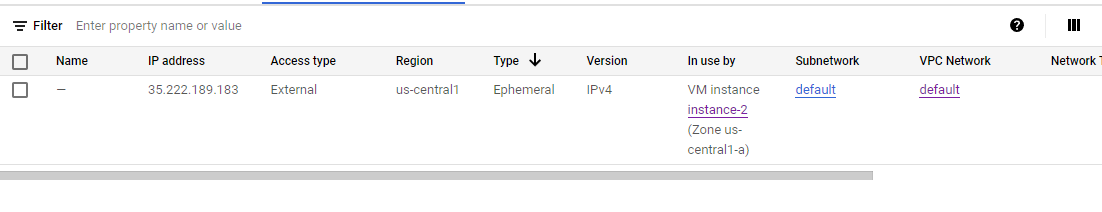 Filter Enter property name or value
Name IP address Access type Region Type Version In use by Subnetwork VPC Network Network
— 35.222.189.183 External us-central1 Ephemeral IPv4 VM instance default default
instance-2
(Zone us-
central1-a)